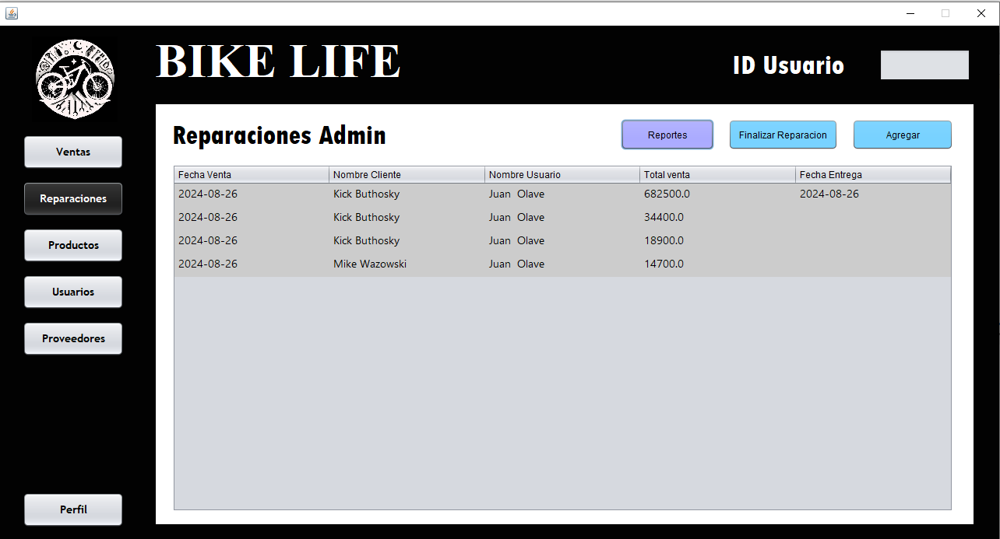 BIKE LIFE
ID Usuario
Ventas
Reparaciones
Productos
Usuarios
Proveedores
Perfil
Reparaciones Admin
Reportes
Finalizar Reparacion
Agregar
Fecha Venta Nombre Cliente Nombre Usuario Total venta Fecha Entrega
2024-08-26 Kick Buthosky Juan Olave 682500.0 2024-08-26
2024-08-26 Kick Buthosky Juan Olave 34400.0
2024-08-26 Kick Buthosky Juan Olave 18900.0
2024-08-26 Mike Wazowski Juan Olave 14700.0